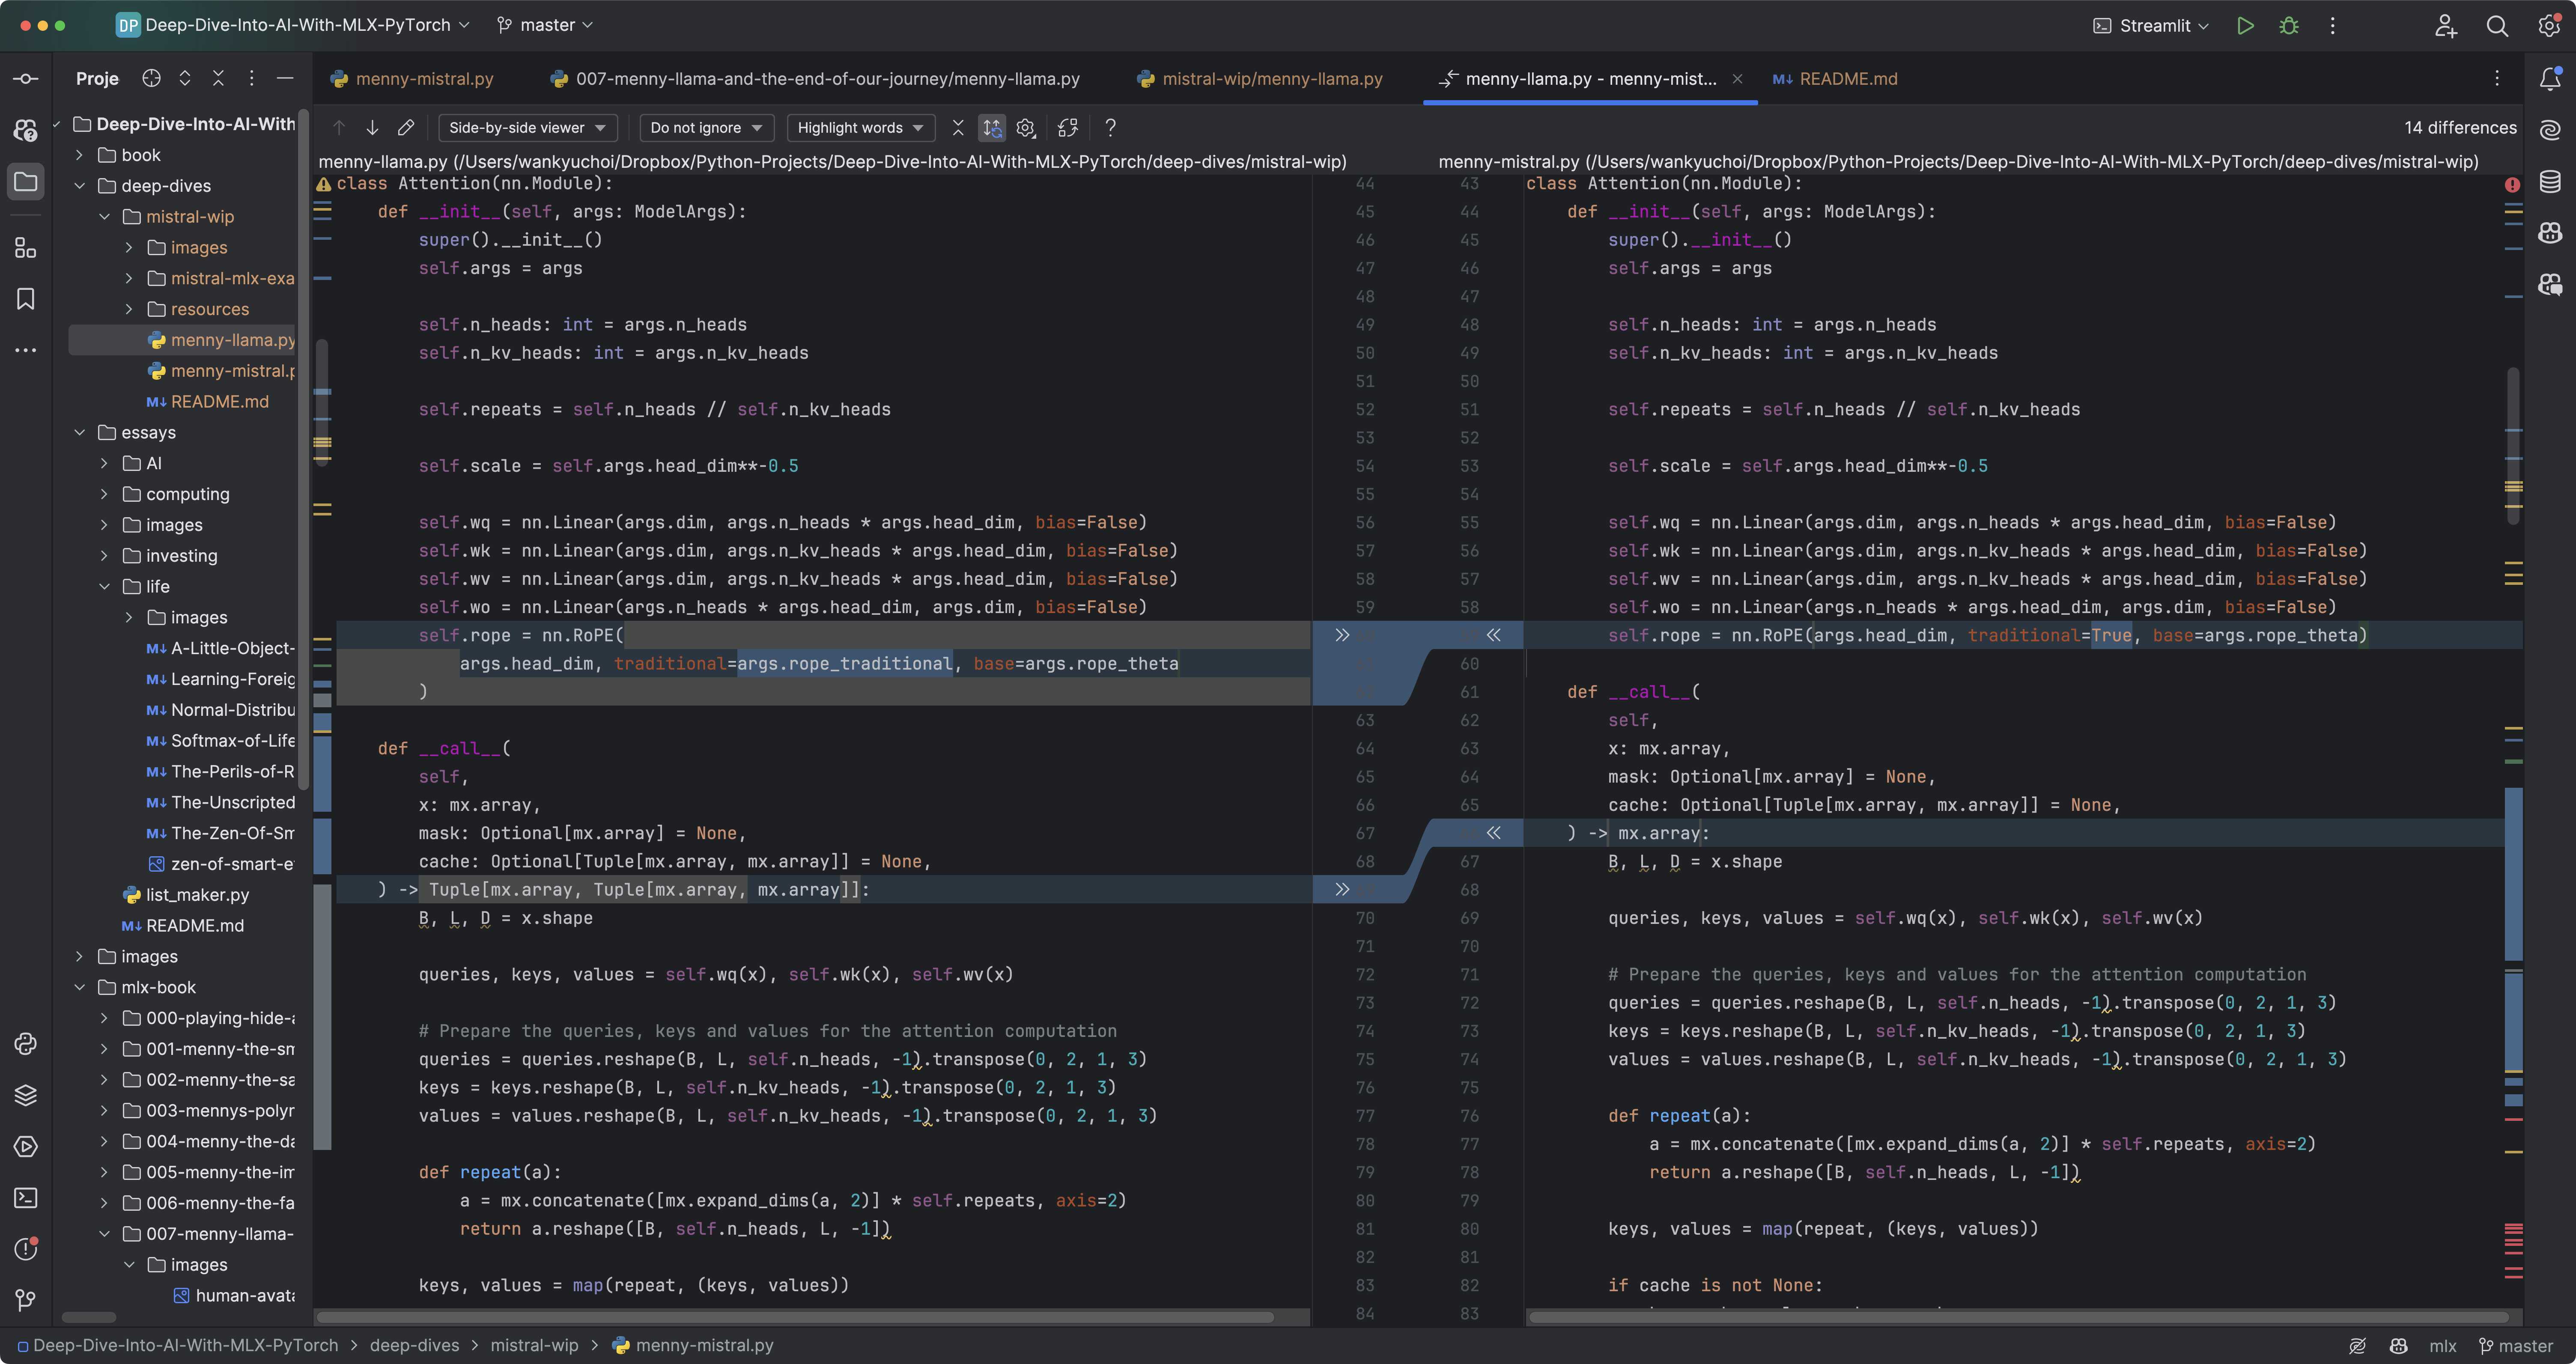 DP Deep-Dive-Into-AI-With-MLX-PyTorch master Streamlit
Proje
menny-mistral.py 007-menny-llama-and-the-end-of-our-journey/menny-llama.py mistral-wip/menny-llama.py menny-llama.py - menny-mist... README.md
Side-by-side viewer Do not ignore Highlight words ? 14 differences
menny-llama.py (/Users/wankyuchoi/Dropbox/Python-Projects/Deep-Dive-Into-AI-With-MLX-PyTorch/deep-dives/mistral-wip)
menny-mistral.py (/Users/wankyuchoi/Dropbox/Python-Projects/Deep-Dive-Into-AI-With-MLX-PyTorch/deep-dives/mistral-wip)
Deep-Dive-Into-AI-With
book
deep-dives
mistral-wip
images
mistral-mlx-exa
resources
menny-llama.py
menny-mistral.p
M↓ README.md
essays
AI
computing
images
investing
life
images
M↓ A-Little-Object-
M↓ Learning-Foreig
M↓ Normal-Distribu
M↓ Softmax-of-Life
M↓ The-Perils-of-R
M↓ The-Unscripted
M↓ The-Zen-Of-Sm
zen-of-smart-e
list_maker.py
M↓ README.md
images
mlx-book
000-playing-hide-a
001-menny-the-sm
002-menny-the-sa
003-mennys-polyn
004-menny-the-da
005-menny-the-im
006-menny-the-fa
007-menny-llama-
images
human-avata
class Attention(nn.Module): 44
def __init__(self, args: ModelArgs): 45
super().__init__() 46
self.args = args 47
48
self.n_heads: int = args.n_heads 49
self.n_kv_heads: int = args.n_kv_heads 50
51
self.repeats = self.n_heads // self.n_kv_heads 52
53
self.scale = self.args.head_dim**-0.5 54
55
self.wq = nn.Linear(args.dim, args.n_heads * args.head_dim, bias=False) 56
self.wk = nn.Linear(args.dim, args.n_kv_heads * args.head_dim, bias=False) 57
self.wv = nn.Linear(args.dim, args.n_kv_heads * args.head_dim, bias=False) 58
self.wo = nn.Linear(args.n_heads * args.head_dim, args.dim, bias=False) 59
self.rope = nn.RoPE(
args.head_dim, traditional=args.rope_traditional, base=args.rope_theta
)
63
def __call__( 64
self, 65
x: mx.array, 66
mask: Optional[mx.array] = None, 67
cache: Optional[Tuple[mx.array, mx.array]] = None, 68
) -> Tuple[mx.array, Tuple[mx.array, mx.array]]:
B, L, D = x.shape 70
71
queries, keys, values = self.wq(x), self.wk(x), self.wv(x) 72
73
# Prepare the queries, keys and values for the attention computation 74
queries = queries.reshape(B, L, self.n_heads, -1).transpose(0, 2, 1, 3) 75
keys = keys.reshape(B, L, self.n_kv_heads, -1).transpose(0, 2, 1, 3) 76
values = values.reshape(B, L, self.n_kv_heads, -1).transpose(0, 2, 1, 3) 77
78
def repeat(a): 79
a = mx.concatenate([mx.expand_dims(a, 2)] * self.repeats, axis=2) 80
return a.reshape([B, self.n_heads, L, -1]) 81
82
keys, values = map(repeat, (keys, values)) 83
84
43 class Attention(nn.Module):
44 def __init__(self, args: ModelArgs):
45 super().__init__()
46 self.args = args
47
48 self.n_heads: int = args.n_heads
49 self.n_kv_heads: int = args.n_kv_heads
50
51 self.repeats = self.n_heads // self.n_kv_heads
52
53 self.scale = self.args.head_dim**-0.5
54
55 self.wq = nn.Linear(args.dim, args.n_heads * args.head_dim, bias=False)
56 self.wk = nn.Linear(args.dim, args.n_kv_heads * args.head_dim, bias=False)
57 self.wv = nn.Linear(args.dim, args.n_kv_heads * args.head_dim, bias=False)
58 self.wo = nn.Linear(args.n_heads * args.head_dim, args.dim, bias=False)
self.rope = nn.RoPE(args.head_dim, traditional=True, base=args.rope_theta)
60
61 def __call__(
62 self,
63 x: mx.array,
64 mask: Optional[mx.array] = None,
65 cache: Optional[Tuple[mx.array, mx.array]] = None,
) -> mx.array:
67 B, L, D = x.shape
68
69 queries, keys, values = self.wq(x), self.wk(x), self.wv(x)
70
71 # Prepare the queries, keys and values for the attention computation
72 queries = queries.reshape(B, L, self.n_heads, -1).transpose(0, 2, 1, 3)
73 keys = keys.reshape(B, L, self.n_kv_heads, -1).transpose(0, 2, 1, 3)
74 values = values.reshape(B, L, self.n_kv_heads, -1).transpose(0, 2, 1, 3)
75
76 def repeat(a):
77 a = mx.concatenate([mx.expand_dims(a, 2)] * self.repeats, axis=2)
78 return a.reshape([B, self.n_heads, L, -1])
79
80 keys, values = map(repeat, (keys, values))
81
82 if cache is not None:
83
Deep-Dive-Into-AI-With-MLX-PyTorch > deep-dives > mistral-wip > menny-mistral.py mlx master